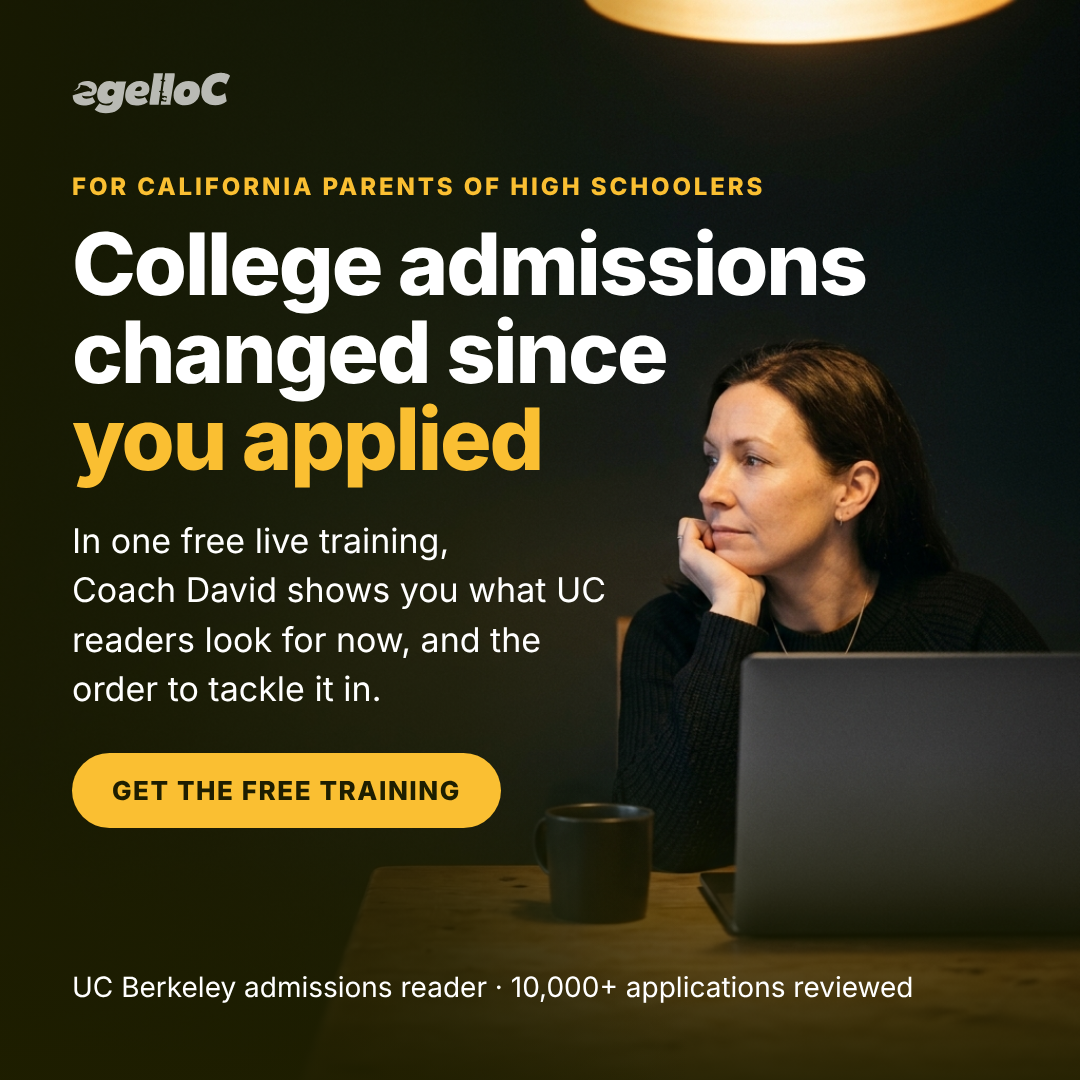 egelloC
FOR CALIFORNIA PARENTS OF HIGH SCHOOLERS
College admissions
changed since
you applied
In one free live training,
Coach David shows you what UC
readers look for now, and the
order to tackle it in.
GET THE FREE TRAINING
UC Berkeley admissions reader · 10,000+ applications reviewed